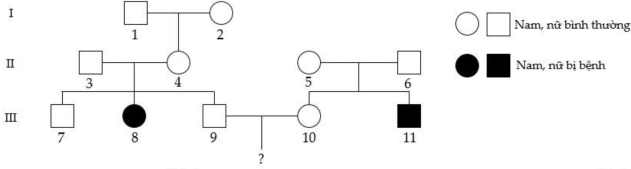 I
1 2
Nam, nữ bình thường
II
3 4 5 6
Nam, nữ bị bệnh
III
7 8 9 10 11
?